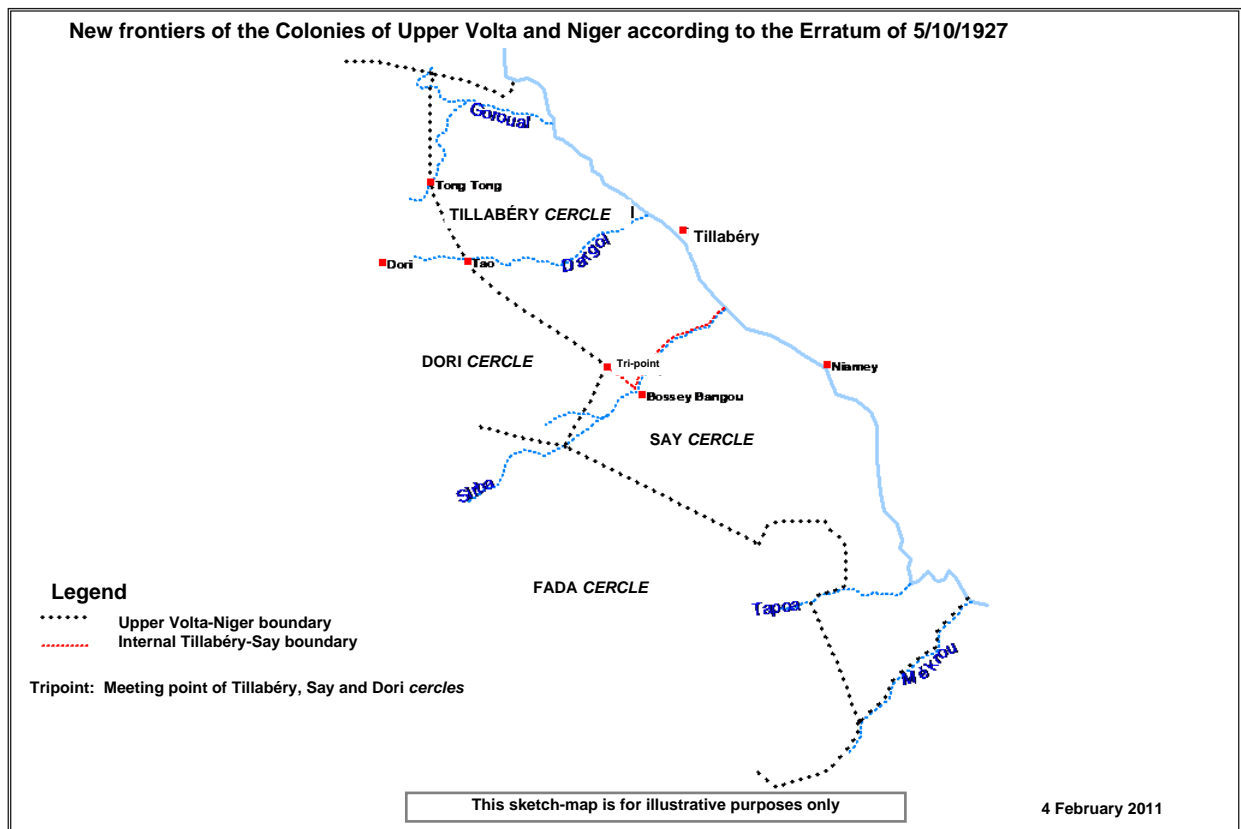 New frontiers of the Colonies of Upper Volta and Niger according to the Erratum of 5/10/1927
Goroual
Tong Tong
TILLABÉRY CERCLE
Tillabéry
Dargol
Dori
Tao
DORI CERCLE
Tri-point
Niamey
Bossey Bangou
SAY CERCLE
Sirba
FADA CERCLE
Tapoa
Mékrou
Legend
Upper Volta-Niger boundary
Internal Tillabéry-Say boundary
Tripoint: Meeting point of Tillabéry, Say and Dori cercles
This sketch-map is for illustrative purposes only
4 February 2011